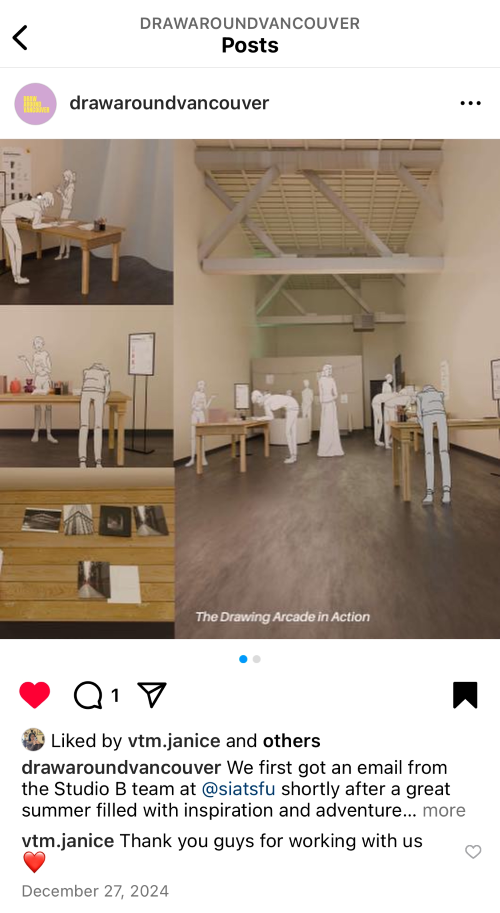 DRAWAROUNDVANCOUVER
Posts
drawaroundvancouver
The Drawing Arcade in Action
1
Liked by vtm.janice and others
drawaroundvancouver We first got an email from
the Studio B team at @siatsfu shortly after a great
summer filled with inspiration and adventure... more
vtm.janice Thank you guys for working with us
❤️
December 27, 2024